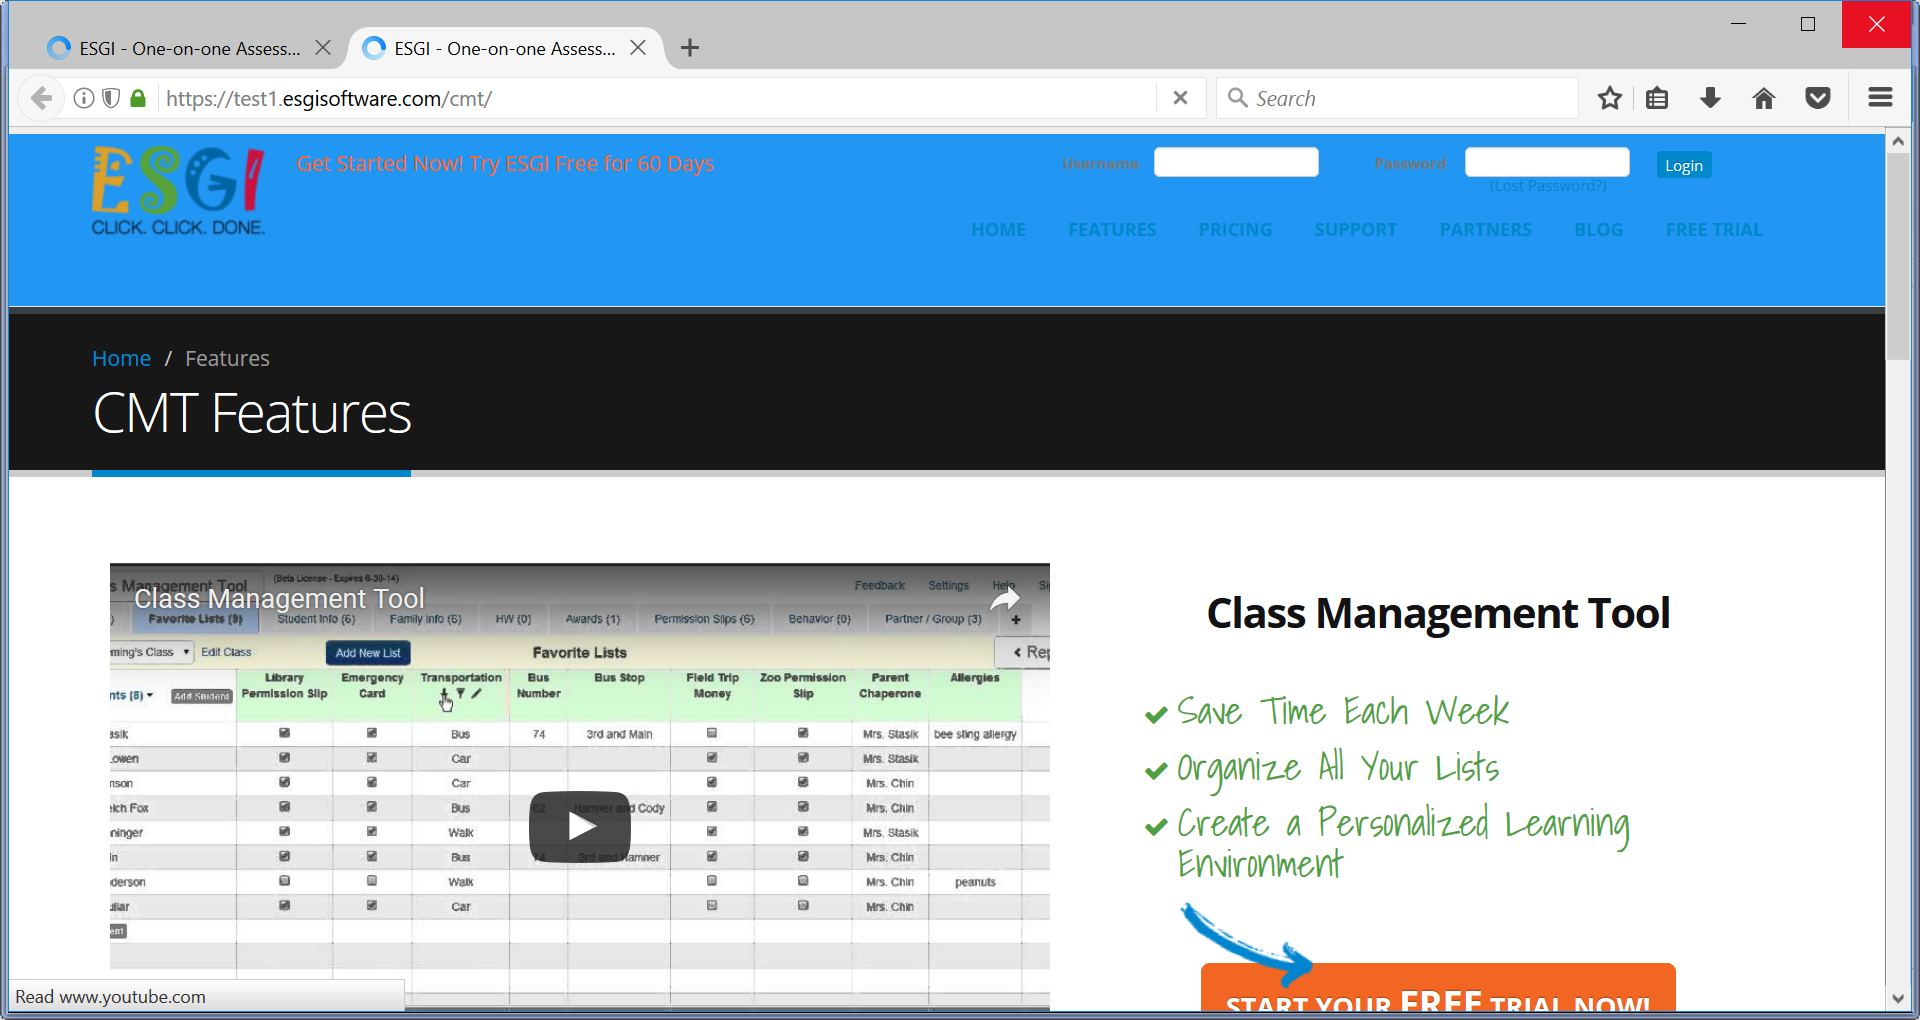 ESGI - One-on-one Assess...
ESGI - One-on-one Assess...
https://test1.esgisoftware.com/cmt/
Search
ESGI
CLICK. CLICK. DONE.
Get Started Now! Try ESGI Free for 60 Days
Username
Password
Login
(Lost Password?)
HOME FEATURES PRICING SUPPORT PARTNERS BLOG FREE TRIAL
Home / Features
CMT Features
s Management Tool (Beta License - Expires 6-30-14) Feedback Settings Help
Class Management Tool
Favorite Lists (9) Student Info (6) Family Info (6) HW (0) Awards (1) Permission Slips (6) Behavior (0) Partner / Group (3) +
ming's Class Edit Class Add New List Favorite Lists Rep
nts (8) Add Student Library Permission Slip Emergency Card Transportation Bus Number Bus Stop Field Trip Money Zoo Permission Slip Parent Chaperone Allergies
asik Bus 74 3rd and Main Mrs. Stasik bee sting allergy
owen Car Mrs. Stasik
nson Car Mrs. Chin
Ich Fox Bus 62 Hamner and Cody Mrs. Chin
ninger Walk Mrs. Stasik
in Bus 74 3rd and Hamner Mrs. Chin
derson Walk Mrs. Chin peanuts
Car Mrs. Chin
Class Management Tool
Save Time Each Week
Organize All Your Lists
Create a Personalized Learning
Environment
START YOUR FREE TRIAL NOW!
Read www.youtube.com